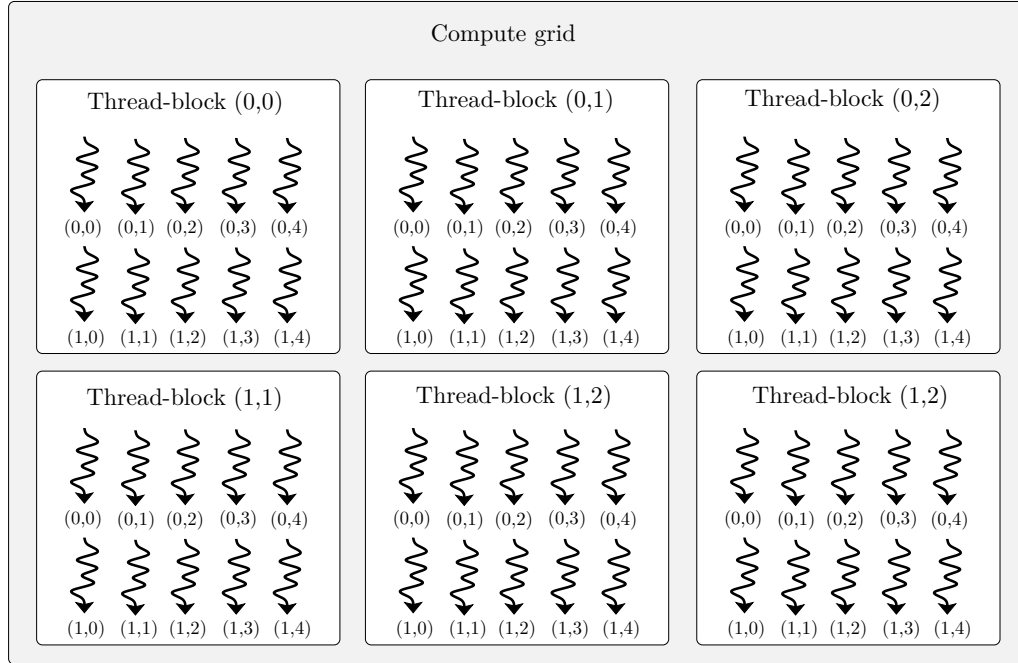 Compute grid
Thread-block (0,0)
(0,0) (0,1) (0,2) (0,3) (0,4)
(1,0) (1,1) (1,2) (1,3) (1,4)
Thread-block (0,1)
(0,0) (0,1) (0,2) (0,3) (0,4)
(1,0) (1,1) (1,2) (1,3) (1,4)
Thread-block (0,2)
(0,0) (0,1) (0,2) (0,3) (0,4)
(1,0) (1,1) (1,2) (1,3) (1,4)
Thread-block (1,1)
(0,0) (0,1) (0,2) (0,3) (0,4)
(1,0) (1,1) (1,2) (1,3) (1,4)
Thread-block (1,2)
(0,0) (0,1) (0,2) (0,3) (0,4)
(1,0) (1,1) (1,2) (1,3) (1,4)
Thread-block (1,2)
(0,0) (0,1) (0,2) (0,3) (0,4)
(1,0) (1,1) (1,2) (1,3) (1,4)